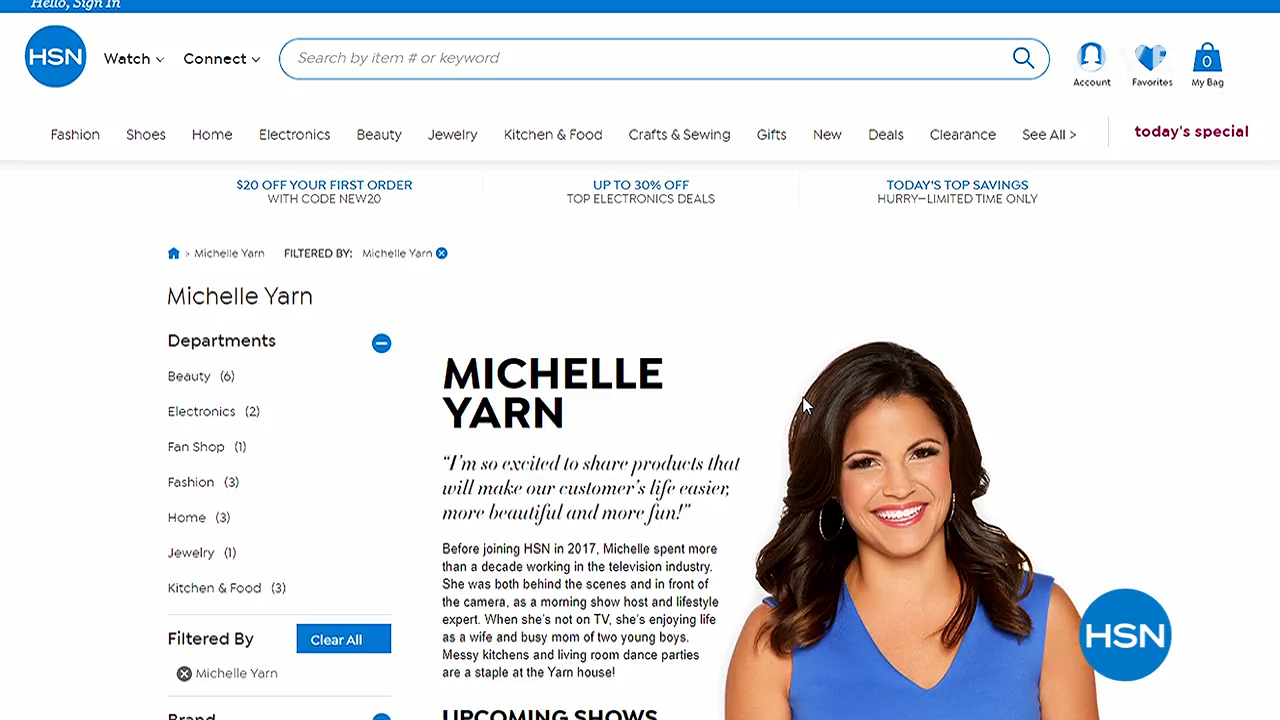 Hello, Sign In
HSN
Watch
Connect
Search by item # or keyword
Account
Favorites
0
My Bag
Fashion
Shoes
Home
Electronics
Beauty
Jewelry
Kitchen & Food
Crafts & Sewing
Gifts
New
Deals
Clearance
See All >
today's special
$20 OFF YOUR FIRST ORDER
WITH CODE NEW20
UP TO 30% OFF
TOP ELECTRONICS DEALS
TODAY'S TOP SAVINGS
HURRY—LIMITED TIME ONLY
> Michelle Yarn FILTERED BY: Michelle Yarn
Michelle Yarn
Departments
Beauty (6)
Electronics (2)
Fan Shop (1)
Fashion (3)
Home (3)
Jewelry (1)
Kitchen & Food (3)
Filtered By
Clear All
Michelle Yarn
Brand
MICHELLE
YARN
“I’m so excited to share products that
will make our customer’s life easier,
more beautiful and more fun!”
Before joining HSN in 2017, Michelle spent more
than a decade working in the television industry.
She was both behind the scenes and in front of
the camera, as a morning show host and lifestyle
expert. When she’s not on TV, she’s enjoying life
as a wife and busy mom of two young boys.
Messy kitchens and living room dance parties
are a staple at the Yarn house!
UPCOMING SHOWS
HSN